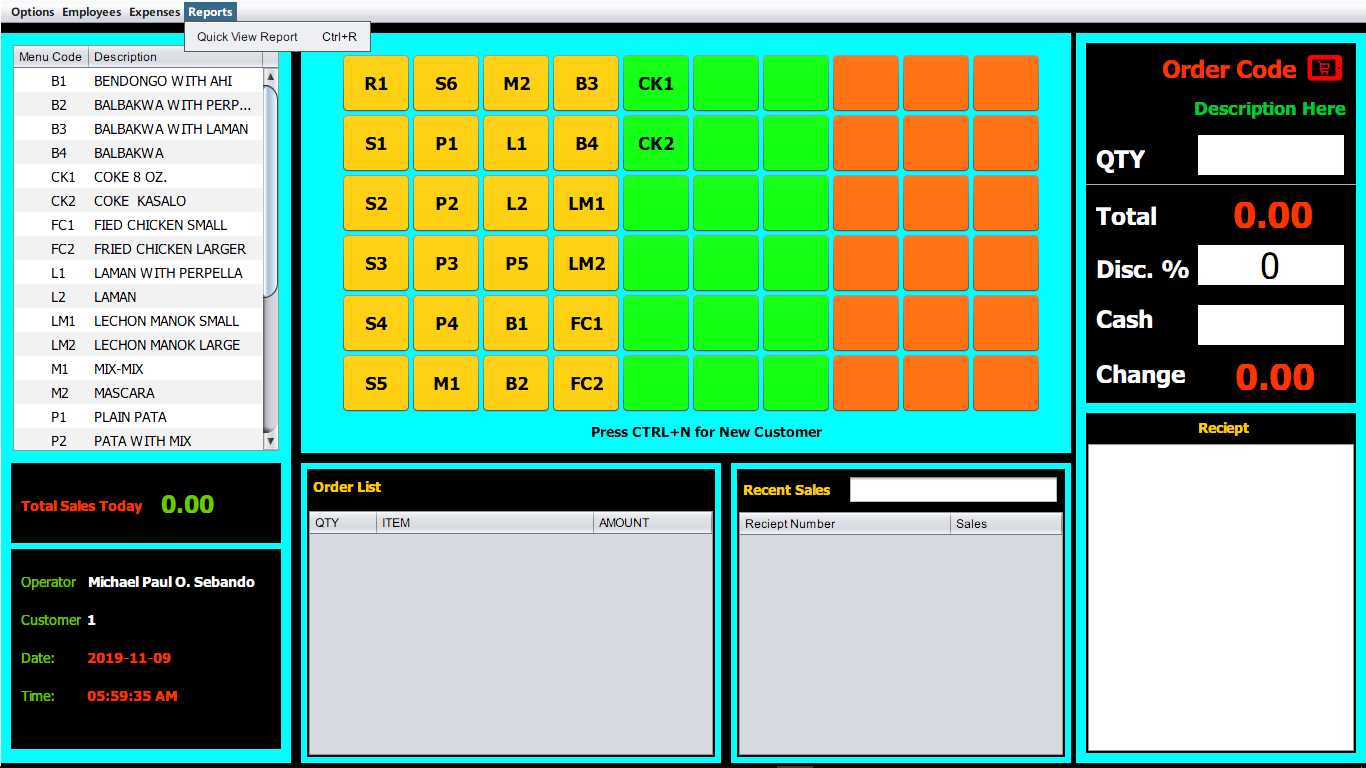 Options Employees Expenses Reports
Quick View Report Ctrl+R
Menu Code Description
B1 BENDONGO WITH AHI
B2 BALBAKWA WITH PERP...
B3 BALBAKWA WITH LAMAN
B4 BALBAKWA
CK1 COKE 8 OZ.
CK2 COKE KASALO
FC1 FIED CHICKEN SMALL
FC2 FRIED CHICKEN LARGER
L1 LAMAN WITH PERPELLA
L2 LAMAN
LM1 LECHON MANOK SMALL
LM2 LECHON MANOK LARGE
M1 MIX-MIX
M2 MASCARA
P1 PLAIN PATA
P2 PATA WITH MIX
Total Sales Today 0.00
Operator Michael Paul O. Sebando
Customer 1
Date: 2019-11-09
Time: 05:59:35 AM
R1 S6 M2 B3 CK1
S1 P1 L1 B4 CK2
S2 P2 L2 LM1
S3 P3 P5 LM2
S4 P4 B1 FC1
S5 M1 B2 FC2
Press CTRL+N for New Customer
Order List
QTY ITEM AMOUNT
Recent Sales
Reciept Number Sales
Order Code
Description Here
QTY
Total 0.00
Disc. % 0
Cash
Change 0.00
Reciept